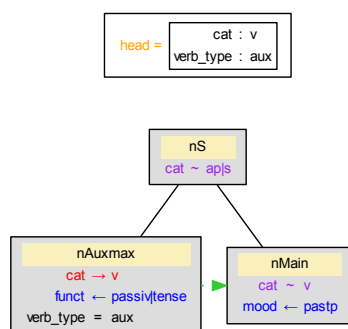 head =
cat : v
verb_type : aux
nS
cat ~ ap|s
nAuxmax
cat → v
funct ← passiv|tense
verb_type = aux
nMain
cat ~ v
mood ← pastp